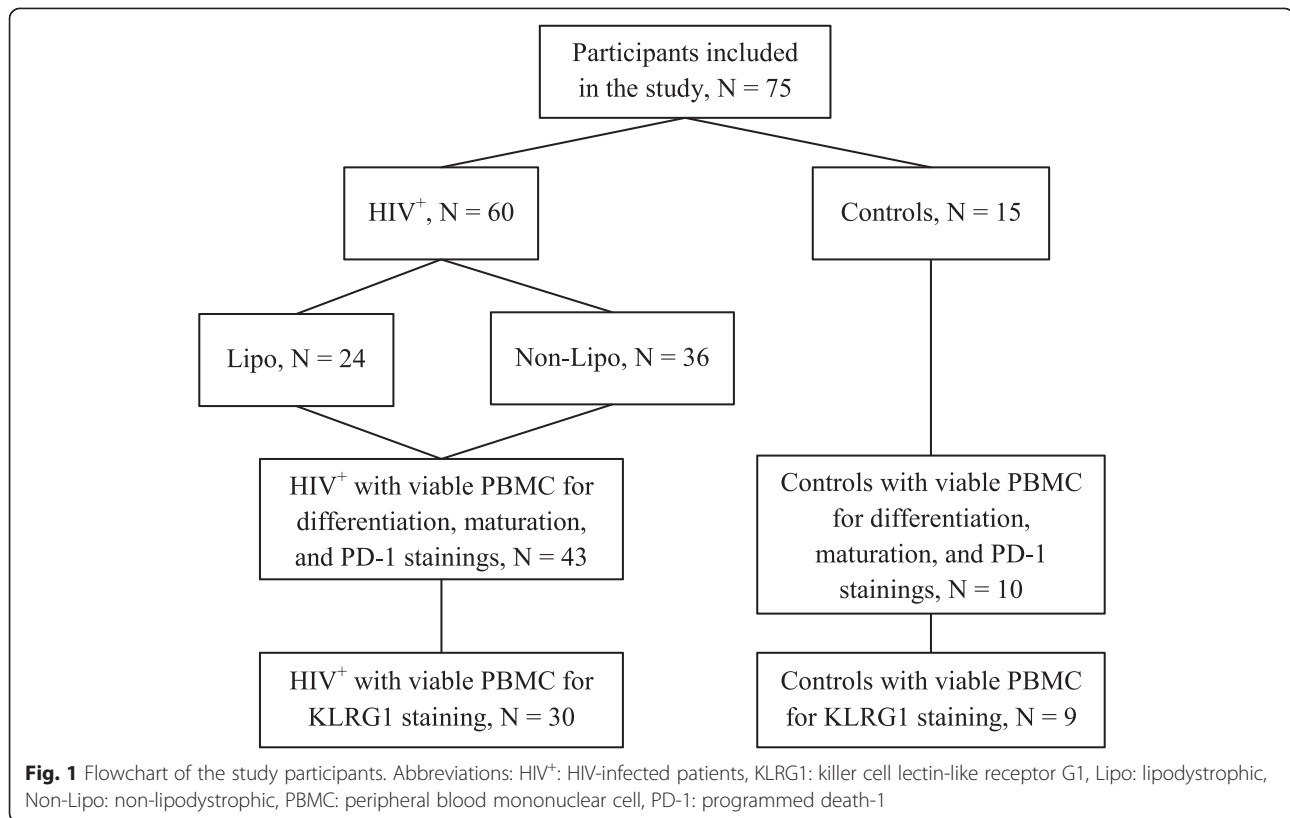 Participants included
in the study, N = 75
HIV⁺, N = 60
Controls, N = 15
Lipo, N = 24
Non-Lipo, N = 36
HIV⁺ with viable PBMC for
differentiation, maturation,
and PD-1 stainings, N = 43
Controls with viable PBMC
for differentiation,
maturation, and PD-1
stainings, N = 10
HIV⁺ with viable PBMC for
KLRG1 staining, N = 30
Controls with viable PBMC
for KLRG1 staining, N = 9
Fig. 1 Flowchart of the study participants. Abbreviations: HIV⁺: HIV-infected patients, KLRG1: killer cell lectin-like receptor G1, Lipo: lipodystrophic,
Non-Lipo: non-lipodystrophic, PBMC: peripheral blood mononuclear cell, PD-1: programmed death-1